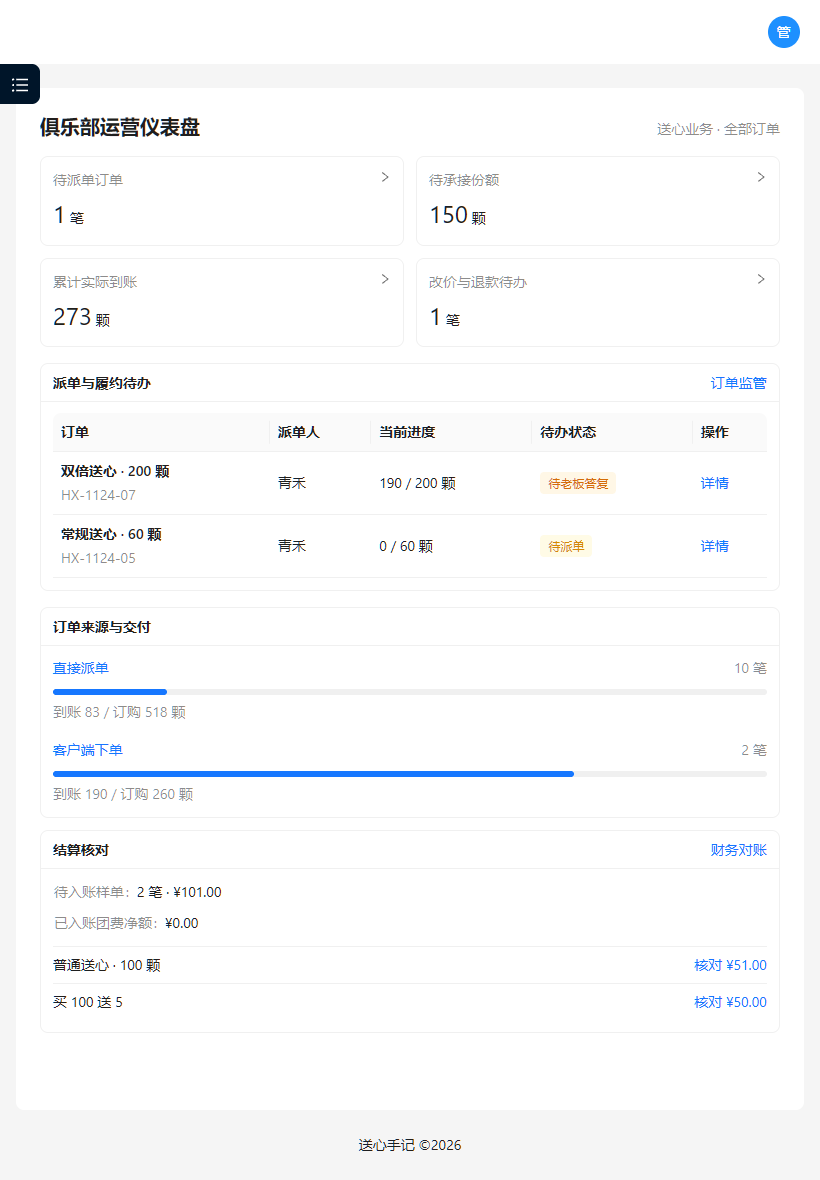 管
俱乐部运营仪表盘
送心业务 · 全部订单
待派单订单
1 笔
待承接份额
150 颗
累计实际到账
273 颗
改价与退款待办
1 笔
派单与履约待办
订单监管
订单 派单人 当前进度 待办状态 操作
双倍送心 · 200 颗
HX-1124-07
青禾 190 / 200 颗 待老板答复 详情
常规送心 · 60 颗
HX-1124-05
青禾 0 / 60 颗 待派单 详情
订单来源与交付
直接派单 10 笔
到账 83 / 订购 518 颗
客户端下单 2 笔
到账 190 / 订购 260 颗
结算核对
财务对账
待入账样单: 2 笔 · ¥101.00
已入账团费净额: ¥0.00
普通送心 · 100 颗 核对 ¥51.00
买 100 送 5 核对 ¥50.00
送心手记 ©2026